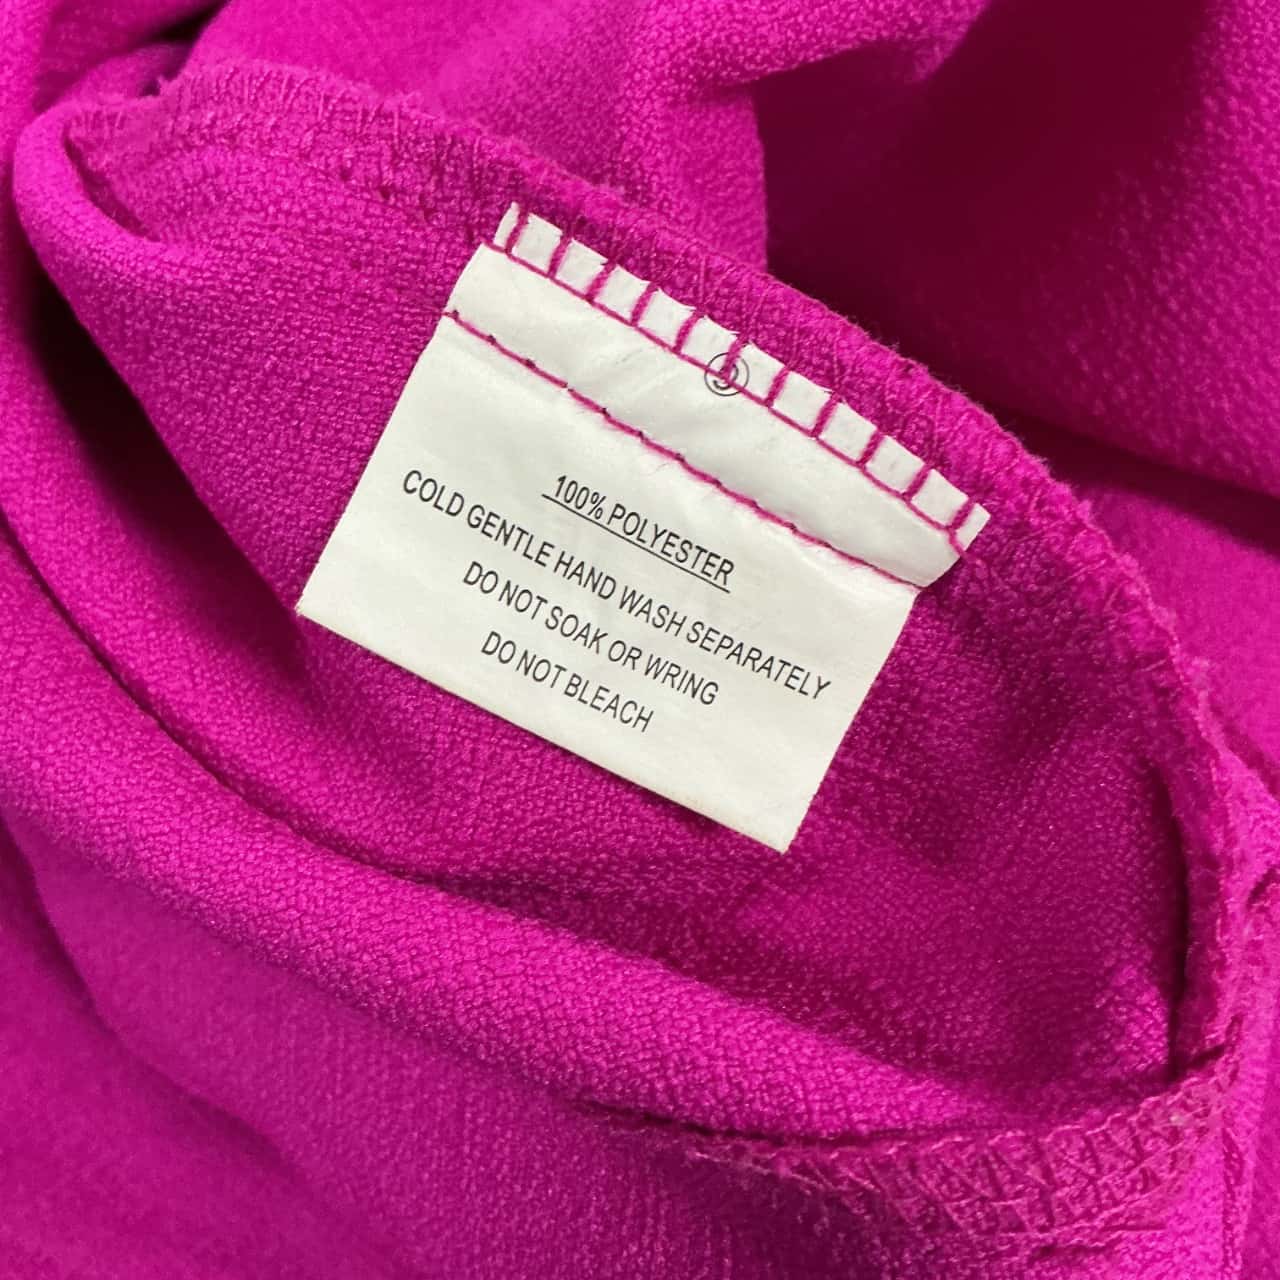 100% POLYESTER
COLD GENTLE HAND WASH SEPARATELY
DO NOT SOAK OR WRING
DO NOT BLEACH